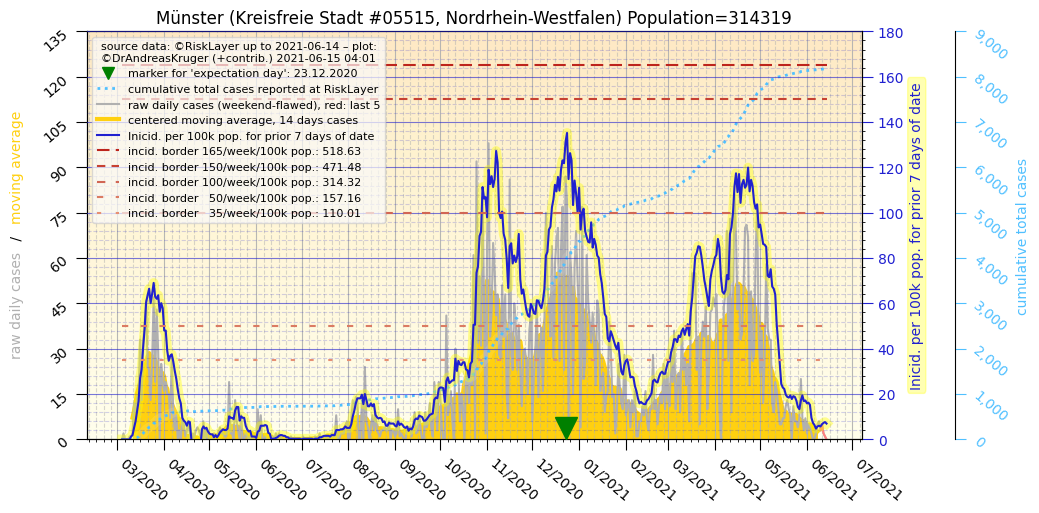 Münster (Kreisfreie Stadt #05515, Nordrhein-Westfalen) Population=314319
source data: ©RiskLayer up to 2021-06-14 – plot:
©DrAndreasKruger (+contrib.) 2021-06-15 04:01
marker for 'expectation day': 23.12.2020
cumulative total cases reported at RiskLayer
raw daily cases (weekend-flawed), red: last 5
centered moving average, 14 days cases
Inicid. per 100k pop. for prior 7 days of date
incid. border 165/week/100k pop.: 518.63
incid. border 150/week/100k pop.: 471.48
incid. border 100/week/100k pop.: 314.32
incid. border 50/week/100k pop.: 157.16
incid. border 35/week/100k pop.: 110.01
raw daily cases / moving average
135
120
105
90
75
60
45
30
15
0
180
160
140
120
100
80
60
40
20
0
Inicid. per 100k pop. for prior 7 days of date
9,000
8,000
7,000
6,000
5,000
4,000
3,000
2,000
1,000
0
cumulative total cases
03/2020
04/2020
05/2020
06/2020
07/2020
08/2020
09/2020
10/2020
11/2020
12/2020
01/2021
02/2021
03/2021
04/2021
05/2021
06/2021
07/2021